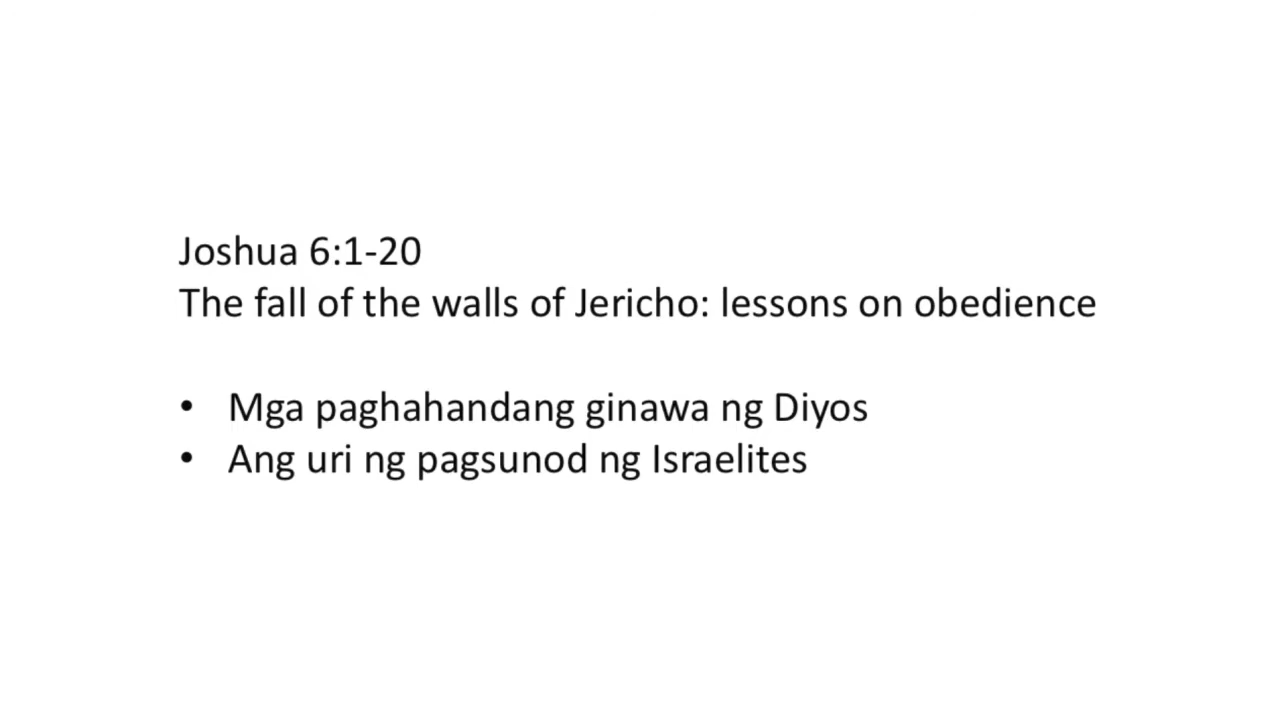 Joshua 6:1-20
The fall of the walls of Jericho: lessons on obedience
• Mga paghahandang ginawa ng Diyos
• Ang uri ng pagsunod ng Israelites